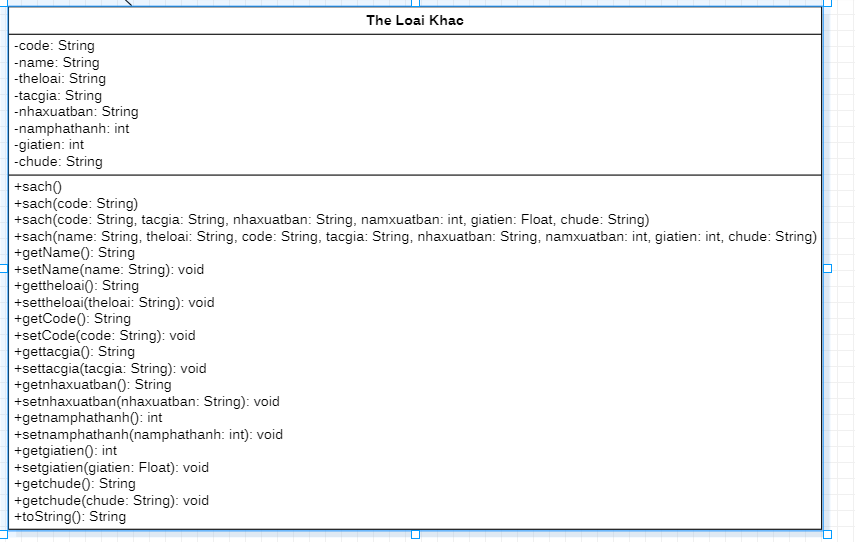 The Loai Khac
-code: String
-name: String
-theloai: String
-tacgia: String
-nhaxuatban: String
-namphathanh: int
-giatien: int
-chude: String
+sach()
+sach(code: String)
+sach(code: String, tacgia: String, nhaxuatban: String, namxuatban: int, giatien: Float, chude: String)
+sach(name: String, theloai: String, code: String, tacgia: String, nhaxuatban: String, namxuatban: int, giatien: int, chude: String)
+getName(): String
+setName(name: String): void
+gettheloai(): String
+settheloai(theloai: String): void
+getCode(): String
+setCode(code: String): void
+gettacgia(): String
+settacgia(tacgia: String): void
+getnhaxuatban(): String
+setnhaxuatban(nhaxuatban: String): void
+getnamphathanh(): int
+setnamphathanh(namphathanh: int): void
+getgiatien(): int
+setgiatien(giatien: Float): void
+getchude(): String
+getchude(chude: String): void
+toString(): String